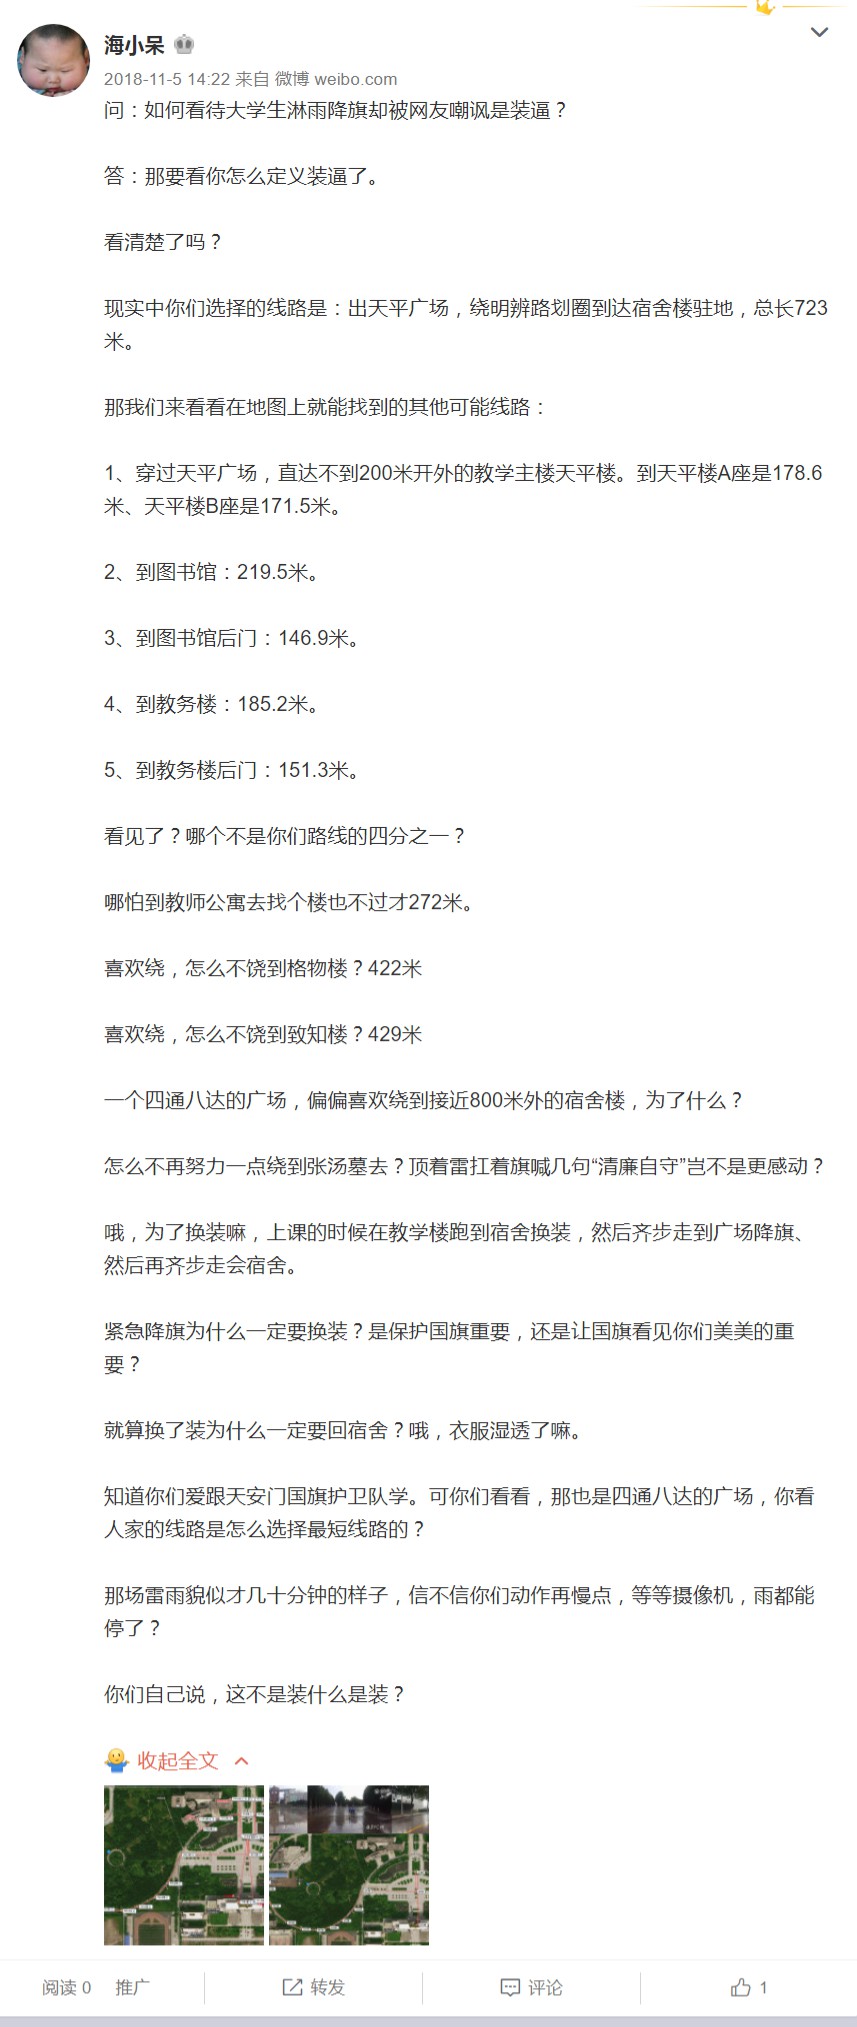 海小呆
2018-11-5 14:22 来自 微博 weibo.com
问：如何看待大学生淋雨降旗却被网友嘲讽是装逼？
答：那要看你怎么定义装逼了。
看清楚了吗？
现实中你们选择的线路是：出天平广场，绕明辨路划圈到达宿舍楼驻地，总长723
米。
那我们来看看在地图上就能找到的其他可能线路：
1、穿过天平广场，直达不到200米开外的教学主楼天平楼。到天平楼A座是178.6
米、天平楼B座是171.5米。
2、到图书馆：219.5米。
3、到图书馆后门：146.9米。
4、到教务楼：185.2米。
5、到教务楼后门：151.3米。
看见了？哪个不是你们路线的四分之一？
哪怕到教师公寓去找个楼也不过才272米。
喜欢绕，怎么不饶到格物楼？422米
喜欢绕，怎么不饶到致知楼？429米
一个四通八达的广场，偏偏喜欢绕到接近800米外的宿舍楼，为了什么？
怎么不再努力一点绕到张汤墓去？顶着雷扛着旗喊几句“清廉自守”岂不是更感动？
哦，为了换装嘛，上课的时候在教学楼跑到宿舍换装，然后齐步走到广场降旗、
然后再齐步走会宿舍。
紧急降旗为什么一定要换装？是保护国旗重要，还是让国旗看见你们美美的重
要？
就算换了装为什么一定要回宿舍？哦，衣服湿透了嘛。
知道你们爱跟天安门国旗护卫队学。可你们看看，那也是四通八达的广场，你看
人家的线路是怎么选择最短线路的？
那场雷雨貌似才几十分钟的样子，信不信你们动作再慢点，等等摄像机，雨都能
停了？
你们自己说，这不是装什么是装？
收起全文
阅读 0 推广 转发 评论 1